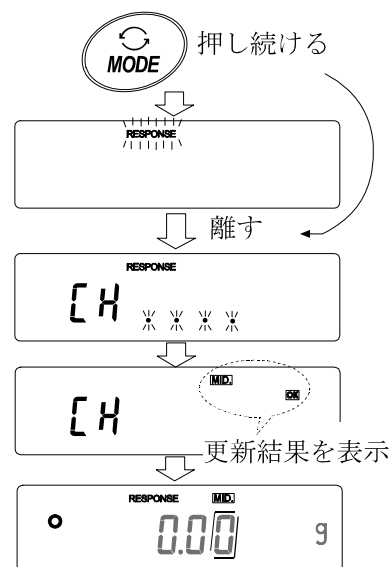 MODE
押し続ける
RESPONSE
離す
RESPONSE
CH
MID.
OK
CH
更新結果を表示
RESPONSE MID.
0.00 g